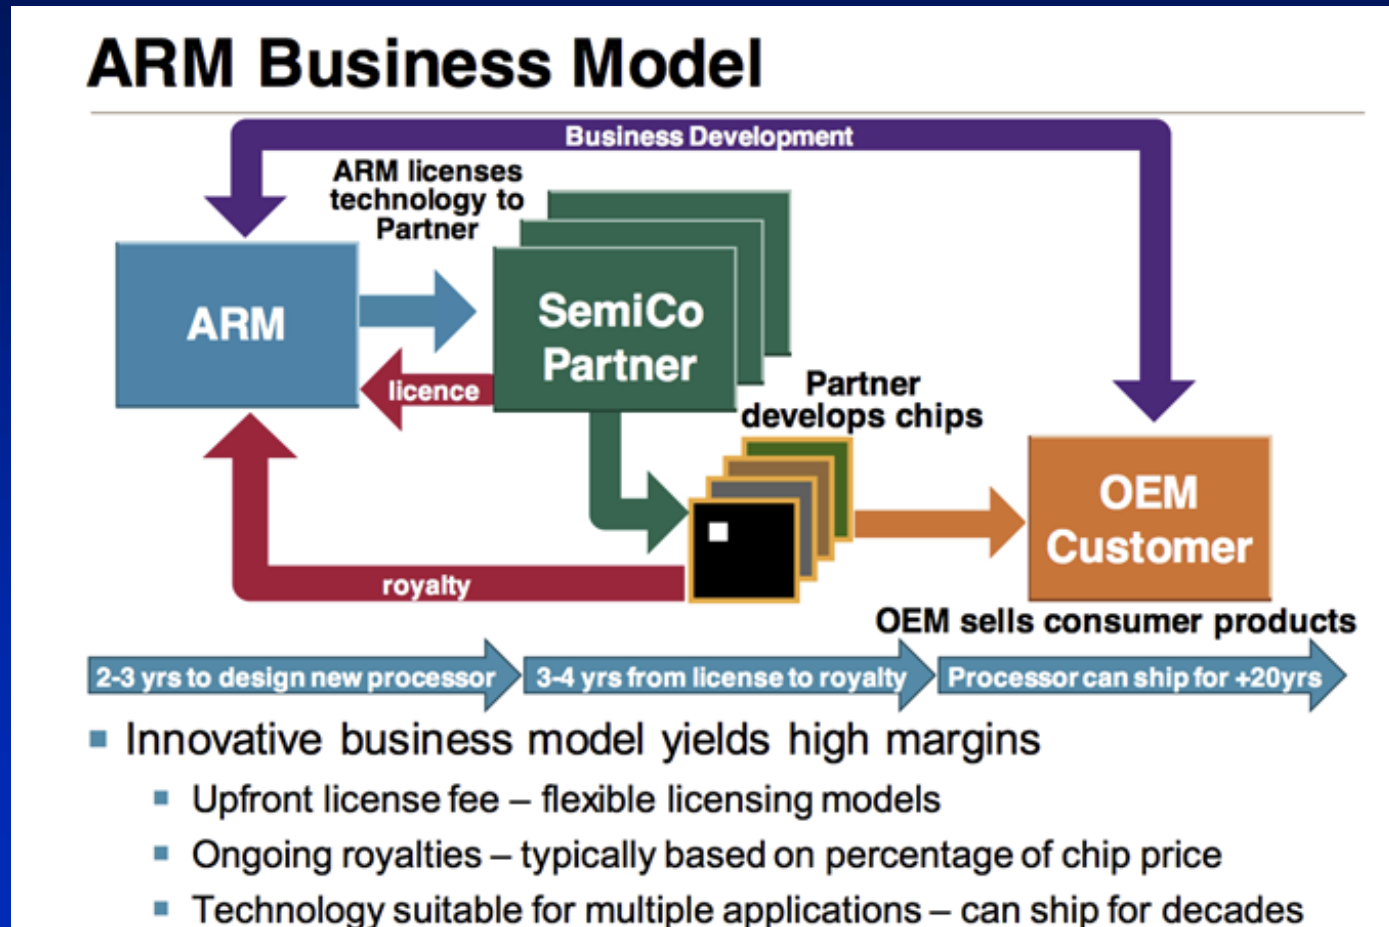 ARM Business Model
Business Development
ARM licenses
technology to
Partner
ARM
SemiCo
Partner
licence
Partner
develops chips
OEM
Customer
royalty
OEM sells consumer products
2-3 yrs to design new processor
3-4 yrs from license to royalty
Processor can ship for +20yrs
Innovative business model yields high margins
Upfront license fee – flexible licensing models
Ongoing royalties – typically based on percentage of chip price
Technology suitable for multiple applications – can ship for decades